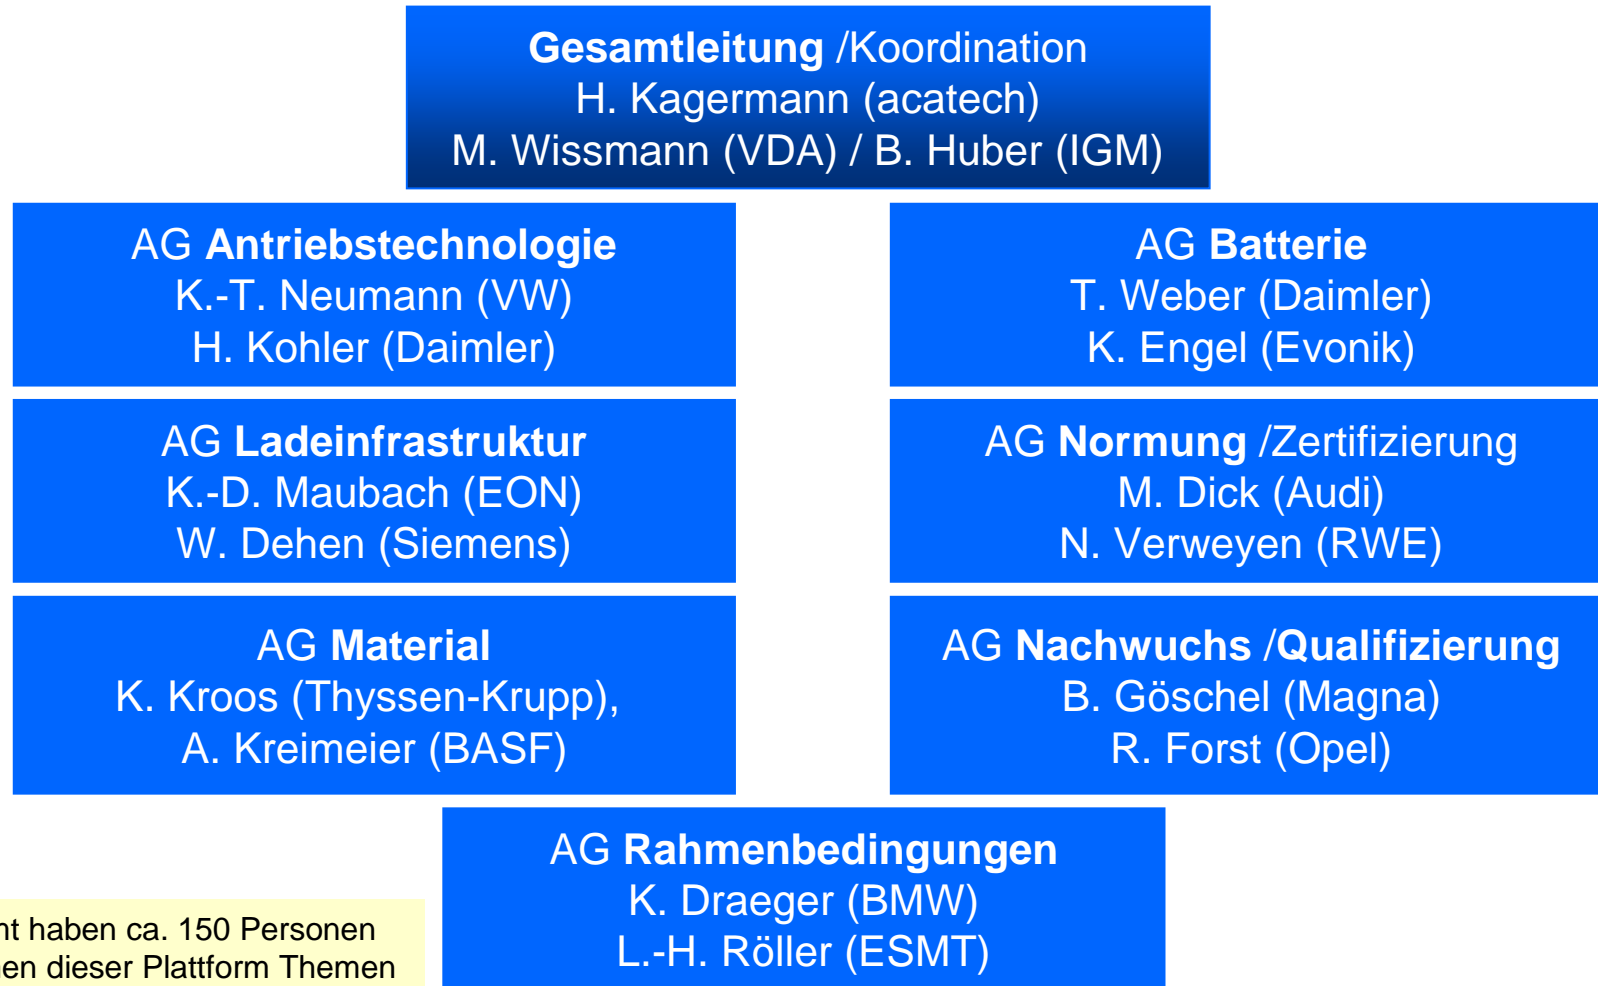 Gesamtleitung /Koordination
H. Kagermann (acatech)
M. Wissmann (VDA) / B. Huber (IGM)
AG Antriebstechnologie
K.-T. Neumann (VW)
H. Kohler (Daimler)
AG Batterie
T. Weber (Daimler)
K. Engel (Evonik)
AG Ladeinfrastruktur
K.-D. Maubach (EON)
W. Dehen (Siemens)
AG Normung /Zertifizierung
M. Dick (Audi)
N. Verweyen (RWE)
AG Material
K. Kroos (Thyssen-Krupp),
A. Kreimeier (BASF)
AG Nachwuchs /Qualifizierung
B. Göschel (Magna)
R. Forst (Opel)
AG Rahmenbedingungen
K. Draeger (BMW)
L.-H. Röller (ESMT)
haben ca. 150 Personen
dieser Plattform Themen